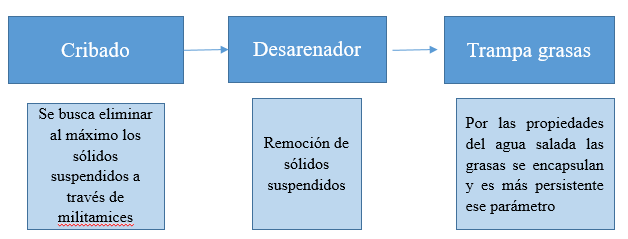 Cribado
Desarenador
Trampa grasas
Se busca eliminar
al máximo los
sólidos
suspendidos a
través de
militamices
Remoción de
sólidos
suspendidos
Por las propiedades
del agua salada las
grasas se encapsulan
y es más persistente
ese parámetro